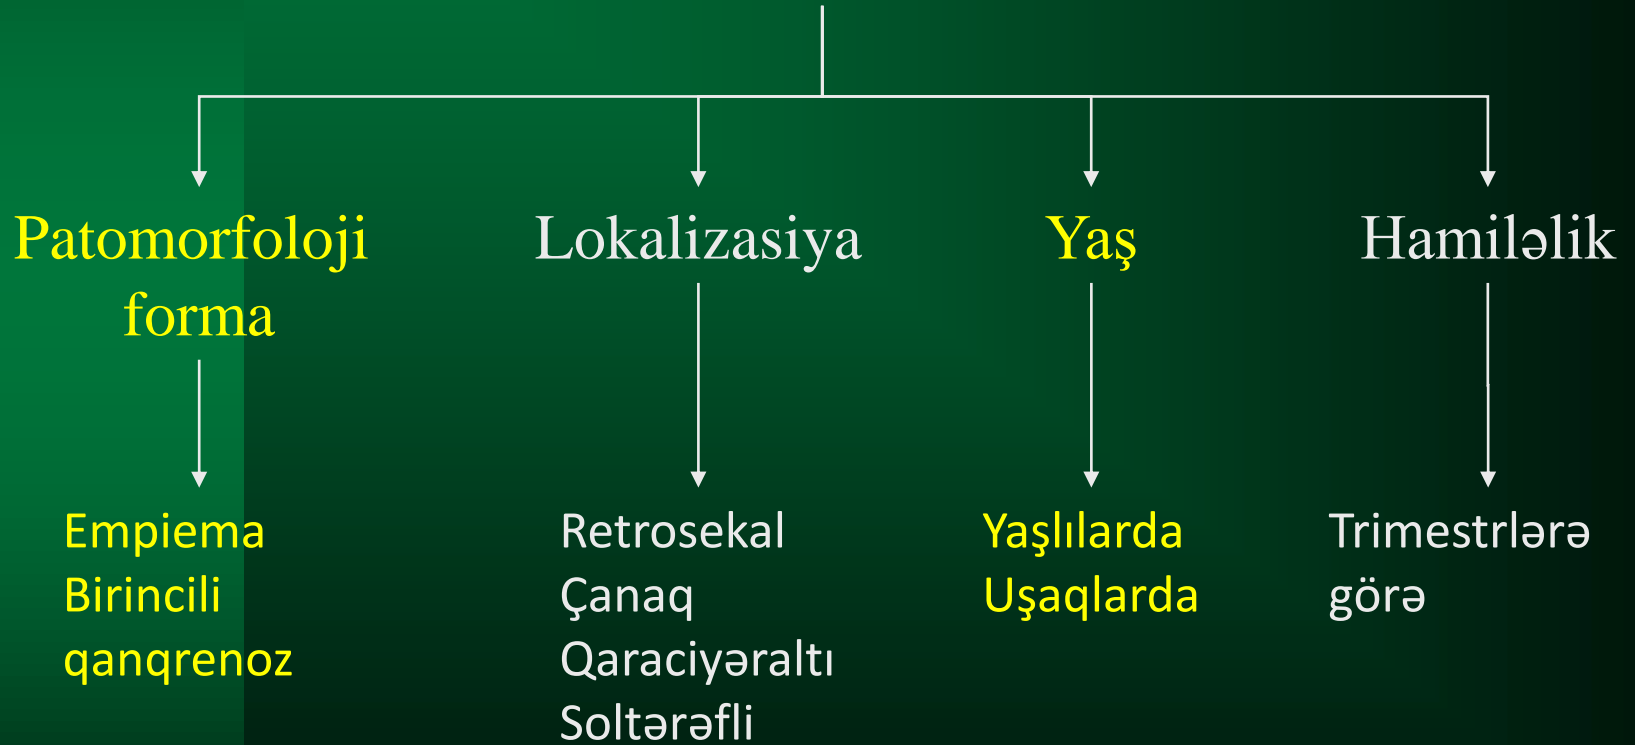 Patomorfoloji
forma
Lokalizasiya
Yaş
Hamiləlik
Empiema
Birincili
qanqrenoz
Retrosekal
Çanaq
Qaraciyəraltı
Soltərəfli
Yaşlılarda
Uşaqlarda
Trimestrlərə
görə